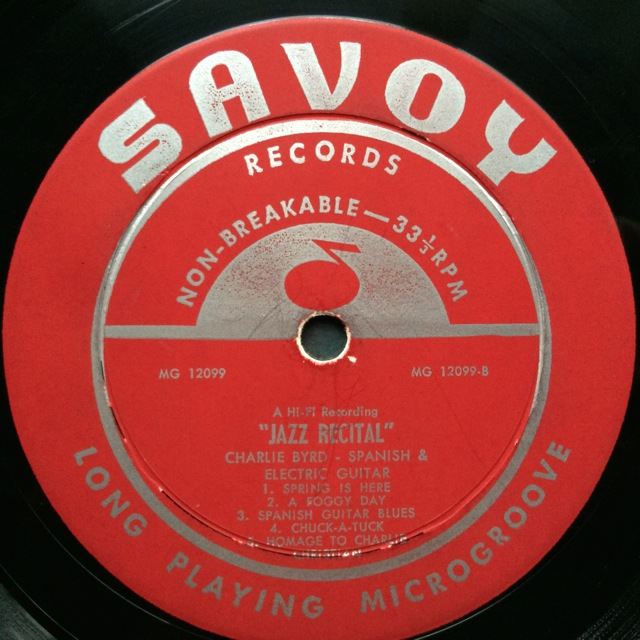 SAVOY
RECORDS
NON-BREAKABLE—33⅓RPM
MG 12099
MG 12099-B
A HI-FI Recording
"JAZZ RECITAL"
CHARLIE BYRD - SPANISH &
ELECTRIC GUITAR
1. SPRING IS HERE
2. A FOGGY DAY
3. SPANISH GUITAR BLUES
4. CHUCK-A-TUCK
5. HOMAGE TO CHARLIE
CHRISTIAN
LONG PLAYING MICROGROOVE